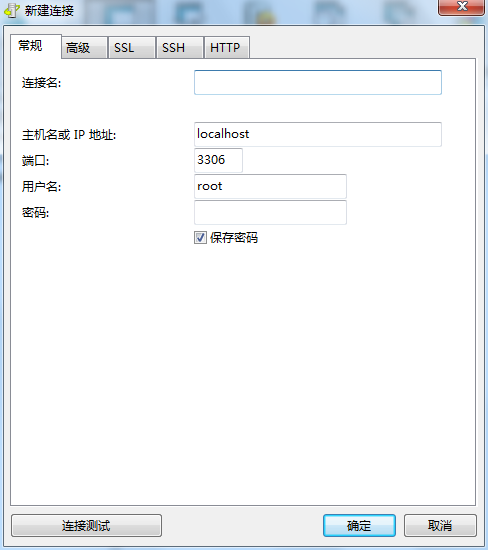 新建连接
常规 高级 SSL SSH HTTP
连接名:
主机名或 IP 地址: localhost
端口: 3306
用户名: root
密码:
保存密码
连接测试 确定 取消